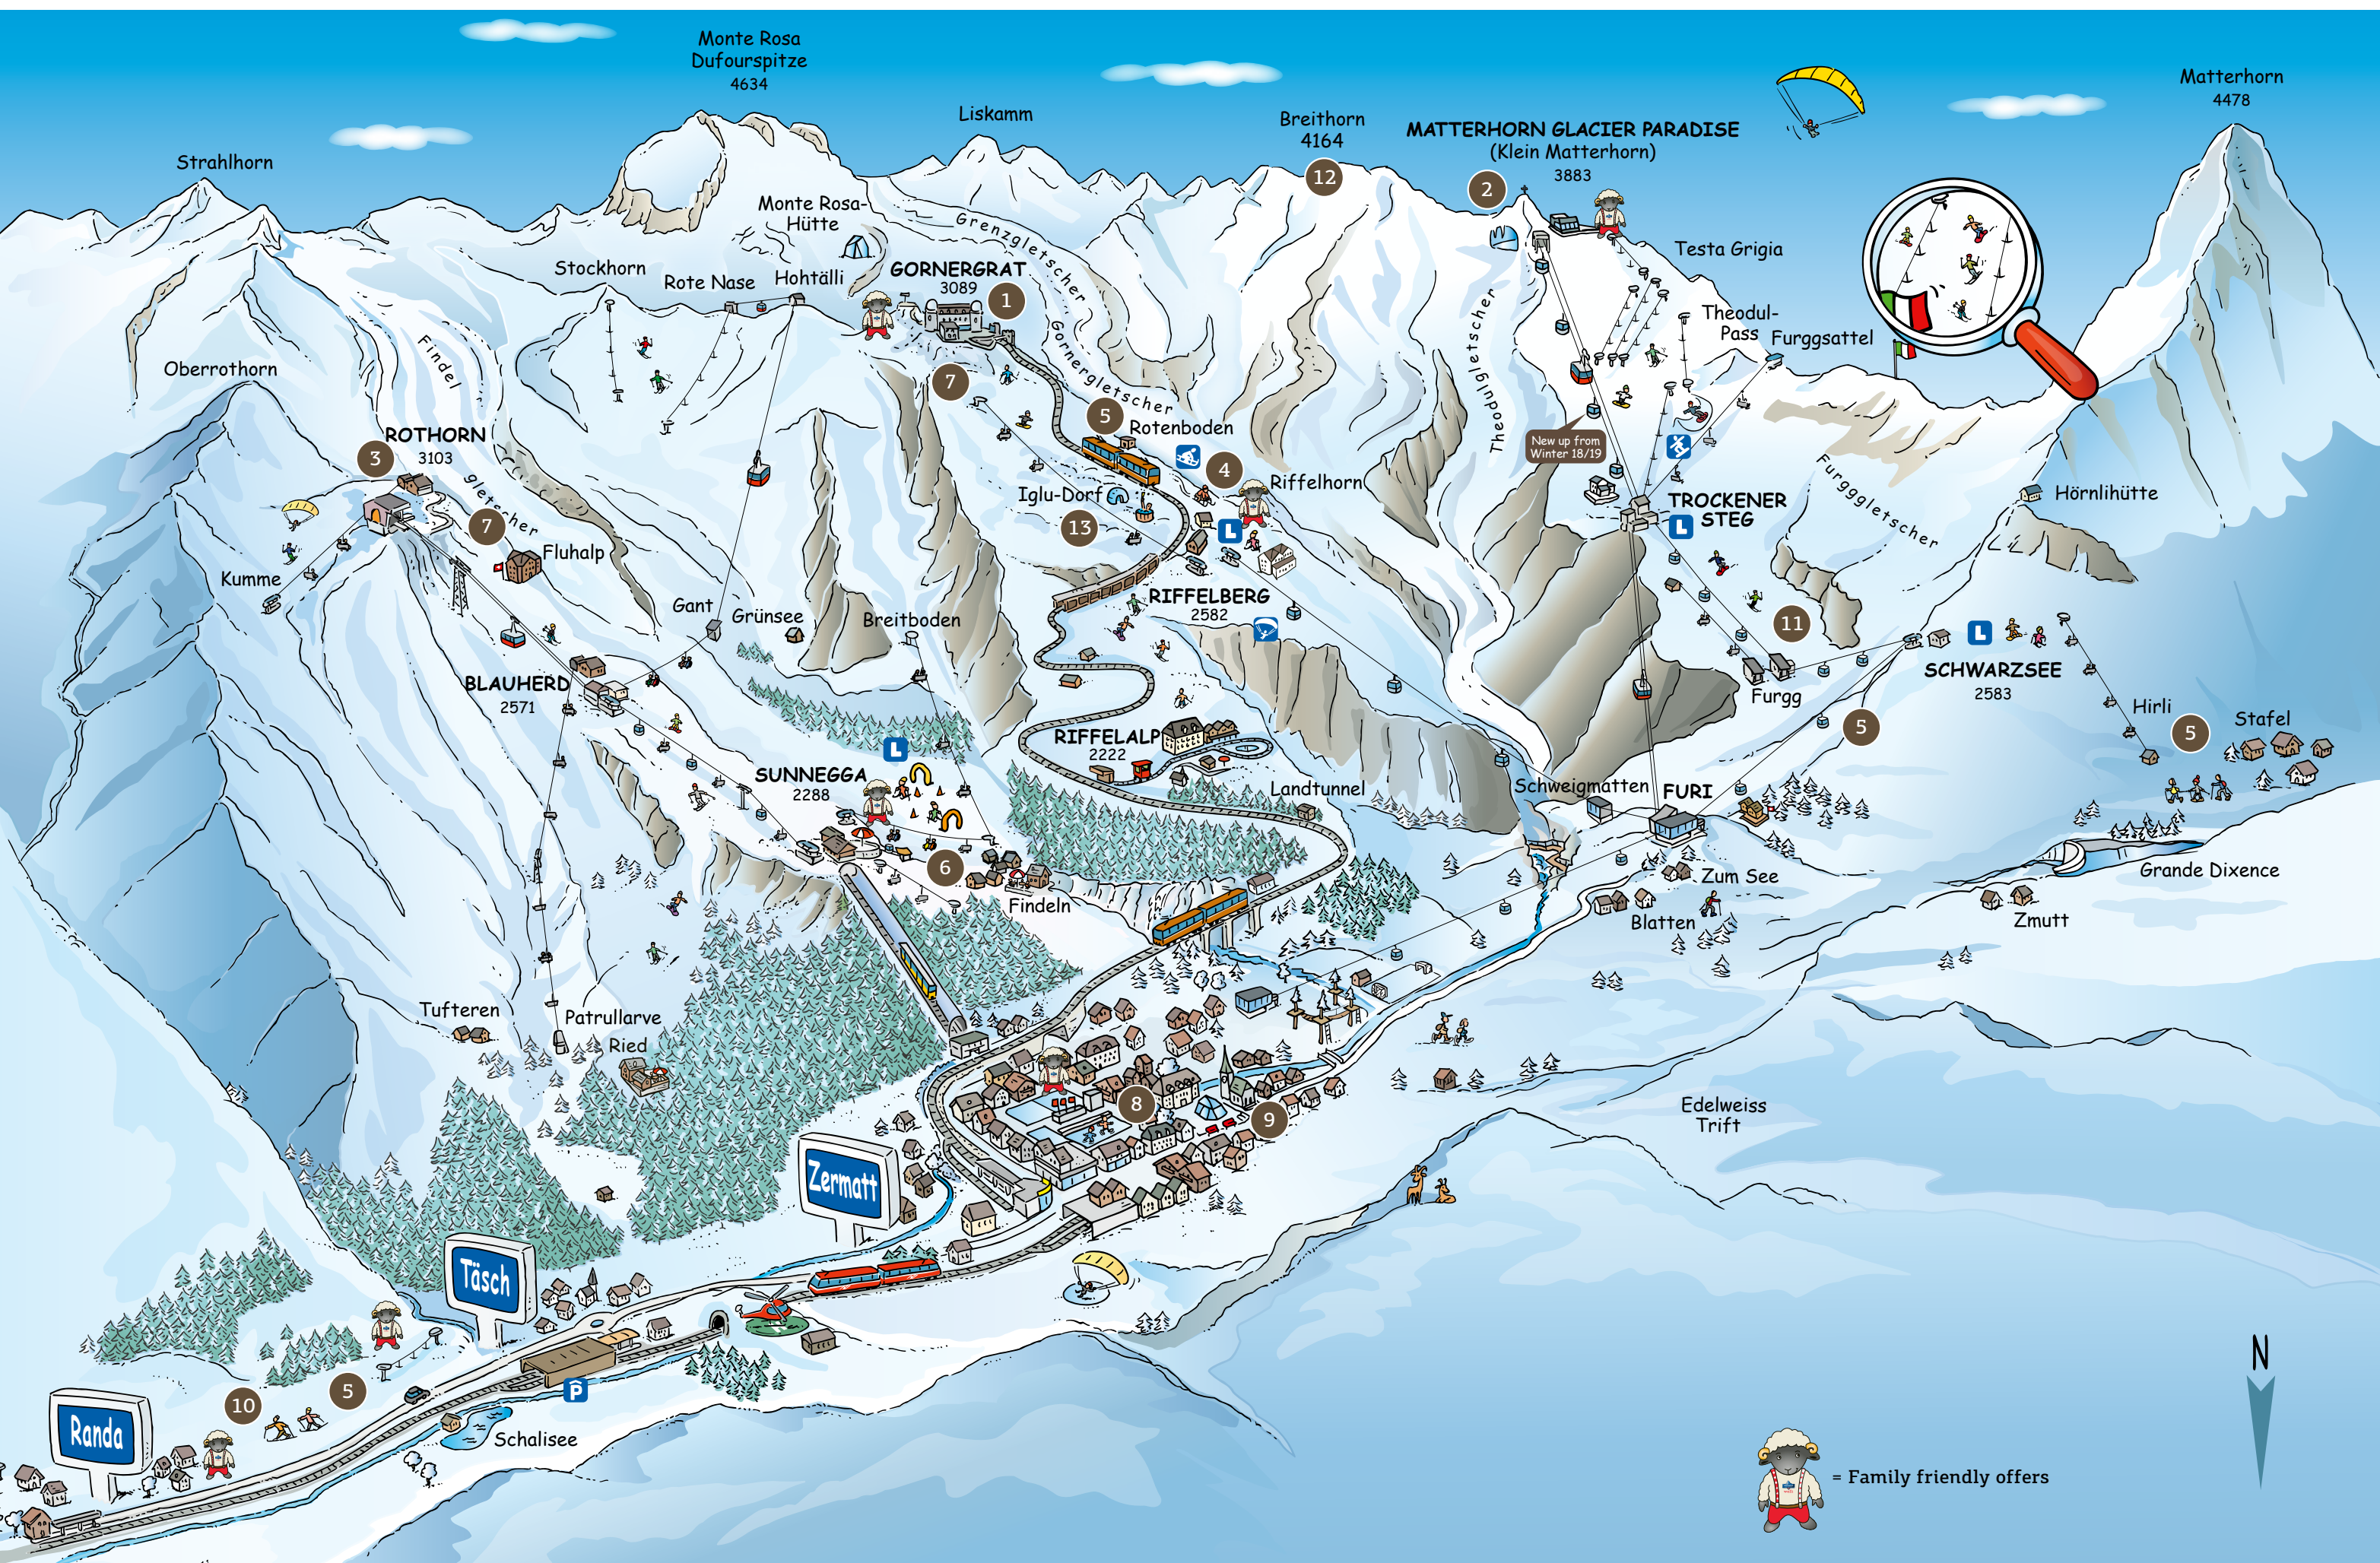 Monte Rosa
Dufourspitze
4634
Matterhorn
4478
Liskamm
Breithorn
4164
MATTERHORN GLACIER PARADISE
(Klein Matterhorn)
3883
Strahlhorn
12
2
Monte Rosa-
Hütte
Grenzgletscher
Testa Grigia
Stockhorn
Rote Nase
Hohtälli
GORNERGRAT
3089
1
Theodul-
Pass
Furggsattel
Findel
gletscher
Gornergletscher
Theodulgletscher
Oberrothorn
7
5
Rotenboden
ROTHORN
3103
3
New up from
Winter 18/19
4
Riffelhorn
Furgggletscher
Iglu-Dorf
13
TROCKENER
STEG
L
L
Hörnlihütte
7
Fluhalp
Kumme
Gant
Grünsee
Breitboden
RIFFELBERG
2582
11
L
SCHWARZSEE
2583
BLAUHERD
2571
Furgg
Hirli
5
5
Stafel
RIFFELALP
2222
L
SUNNEGGA
2288
Landtunnel
Schweigmatten
FURI
6
Findeln
Zum See
Blatten
Grande Dixence
Zmutt
Tufteren
Patrullarve
Ried
8
9
Edelweiss
Trift
Zermatt
Täsch
P
10
5
Randa
Schalisee
N
= Family friendly offers